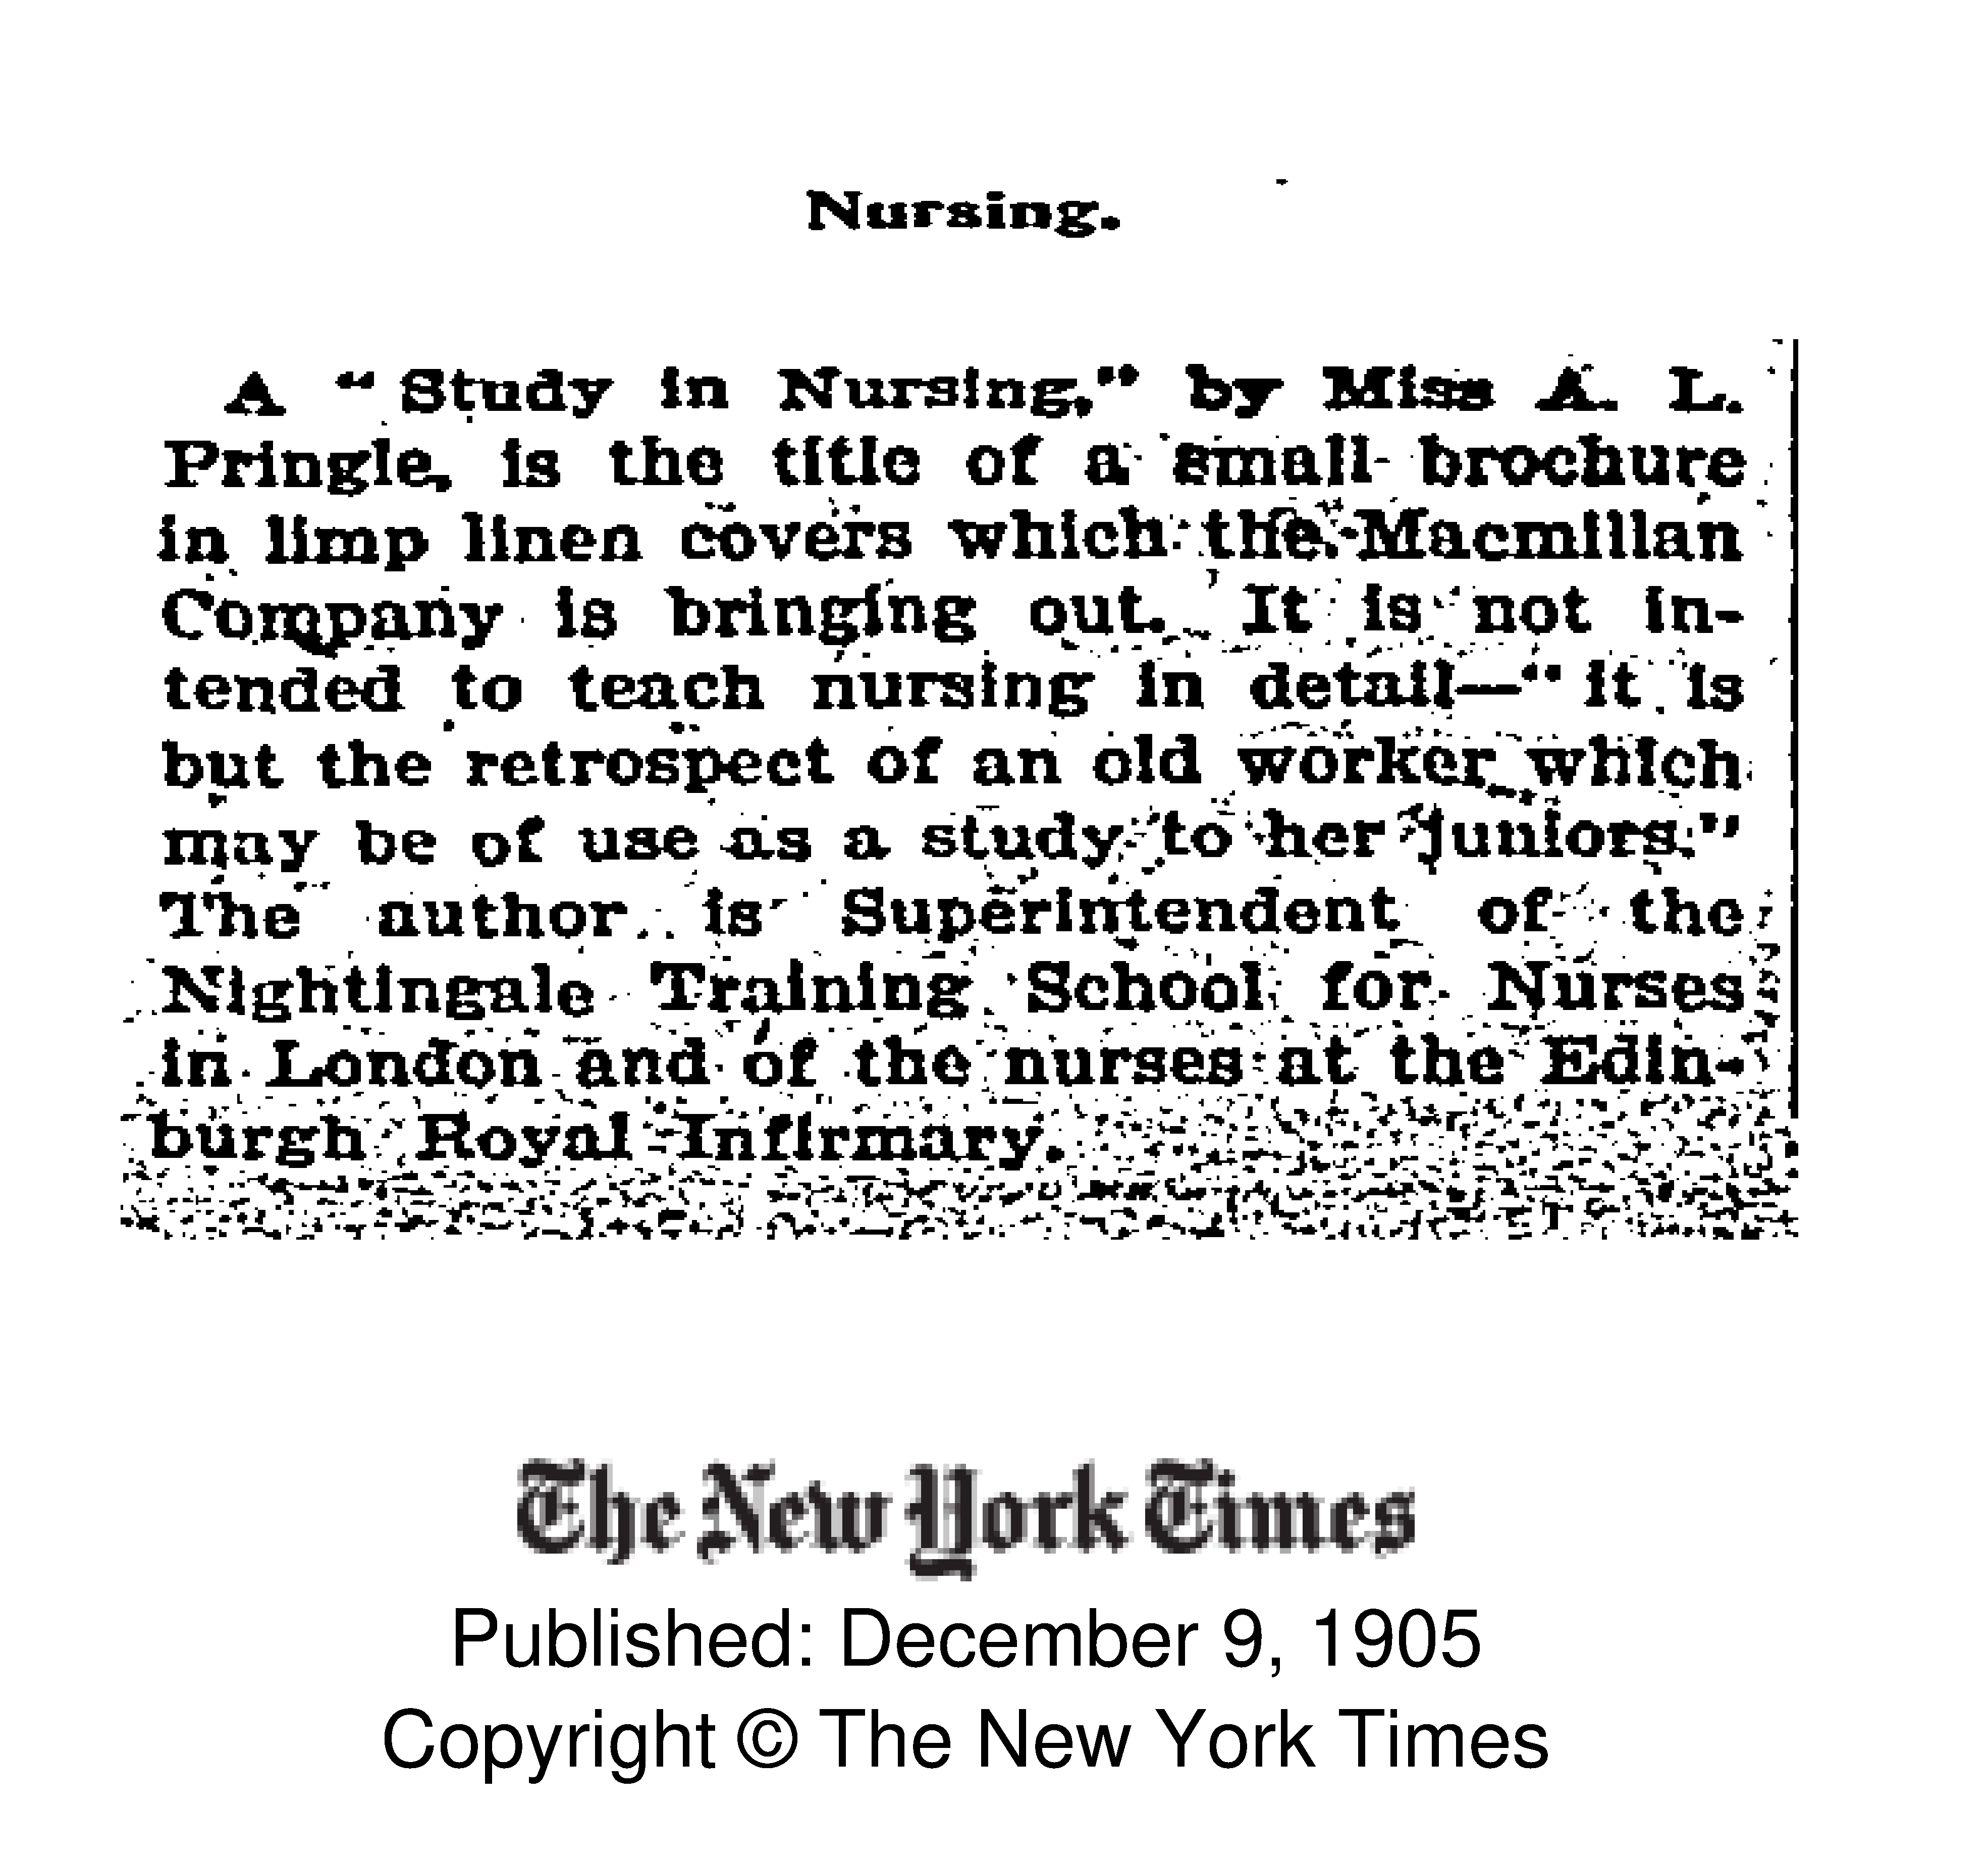 Nursing.
A “ Study in Nursing,” by Miss A. L.
Pringle, is the title of a small brochure
in limp linen covers which the Macmillan
Company is bringing out. It is not in-
tended to teach nursing in detail—“ it is
but the retrospect of an old worker which
may be of use as a study to her juniors.”
The author is Superintendent of the
Nightingale Training School for Nurses
in London and of the nurses at the Edin-
burgh Royal Infirmary.
The New York Times
Published: December 9, 1905
Copyright © The New York Times